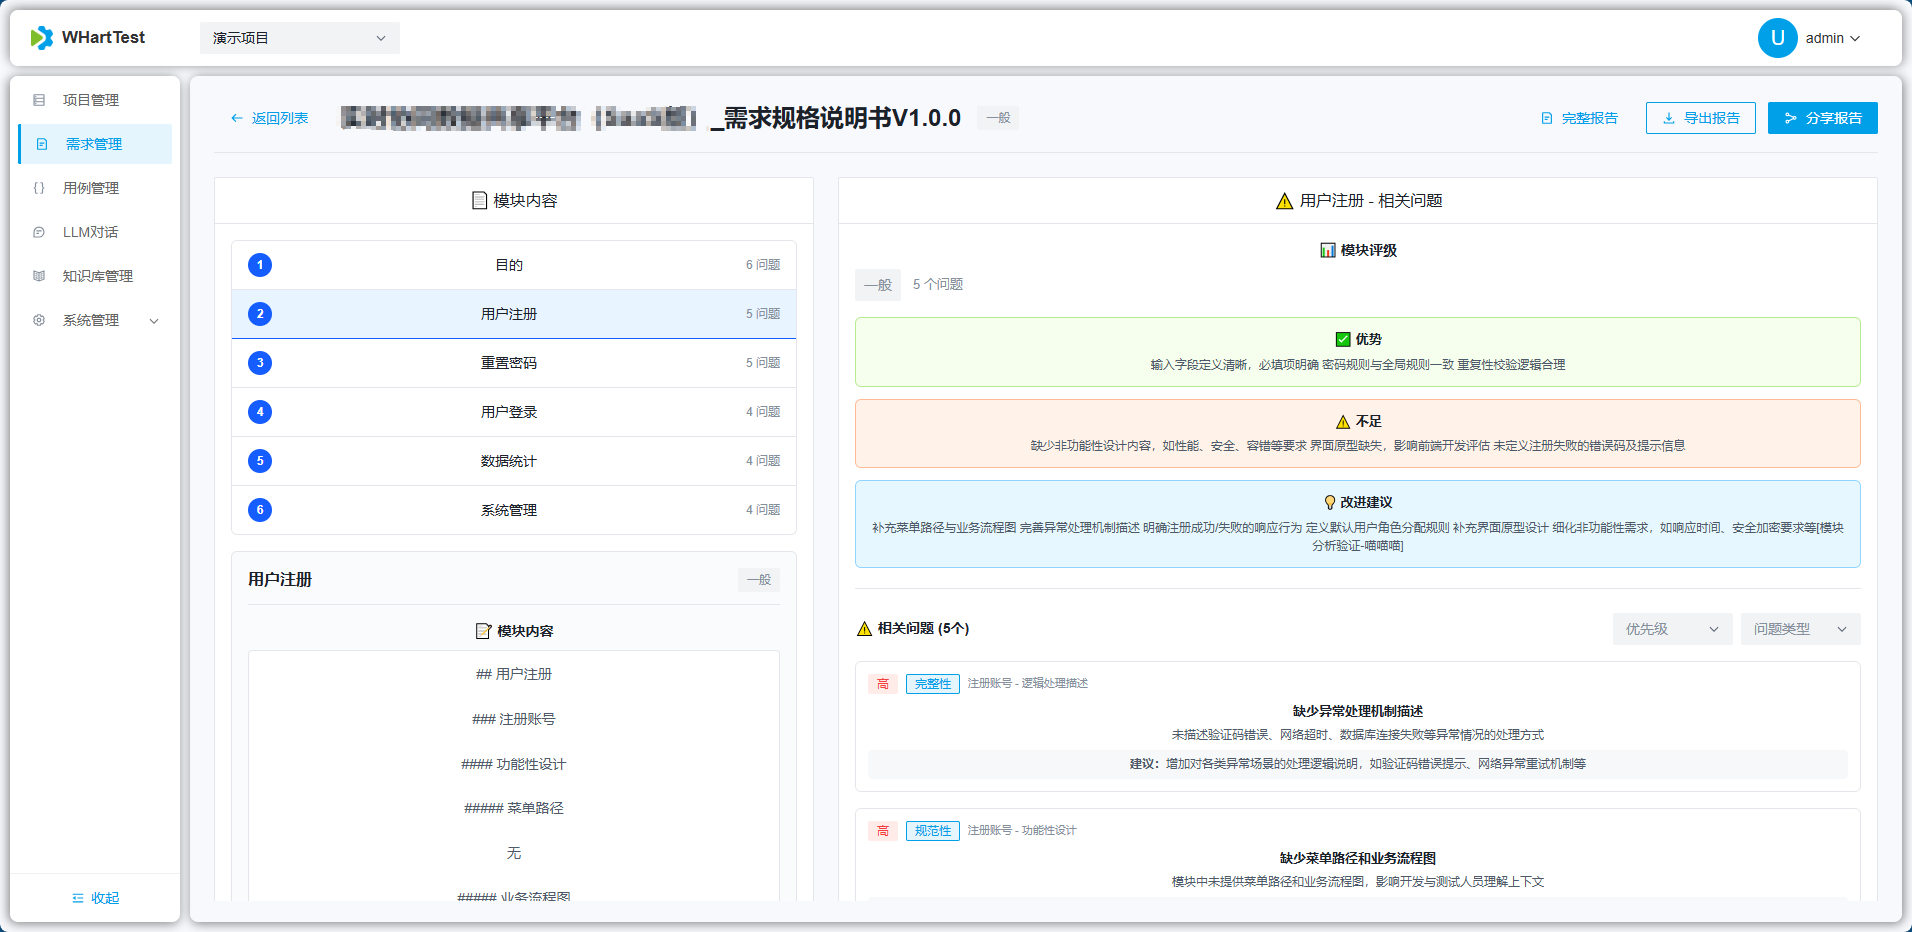 WHartTest
演示项目
U
admin
项目管理
需求管理
用例管理
LLM对话
知识库管理
系统管理
收起
返回列表
_需求规格说明书V1.0.0
一般
完整报告
导出报告
分享报告
模块内容
1 目的 6 问题
2 用户注册 5 问题
3 重置密码 5 问题
4 用户登录 4 问题
5 数据统计 4 问题
6 系统管理 4 问题
用户注册 一般
模块内容
## 用户注册
### 注册账号
#### 功能性设计
##### 菜单路径
无
##### 业务流程图
用户注册 - 相关问题
模块评级
一般 5 个问题
优势
输入字段定义清晰，必填项明确 密码规则与全局规则一致 重复性校验逻辑合理
不足
缺少非功能性设计内容，如性能、安全、容错等要求 界面原型缺失，影响前端开发评估 未定义注册失败的错误码及提示信息
改进建议
补充菜单路径与业务流程图 完善异常处理机制描述 明确注册成功/失败的响应行为 定义默认用户角色分配规则 补充界面原型设计 细化非功能性需求，如响应时间、安全加密要求等[模块
分析验证-喵喵喵]
相关问题 (5个)
优先级
问题类型
高 完整性 注册账号 - 逻辑处理描述
缺少异常处理机制描述
未描述验证码错误、网络超时、数据库连接失败等异常情况的处理方式
建议：增加对各类异常场景的处理逻辑说明，如验证码错误提示、网络异常重试机制等
高 规范性 注册账号 - 功能性设计
缺少菜单路径和业务流程图
模块中未提供菜单路径和业务流程图，影响开发与测试人员理解上下文